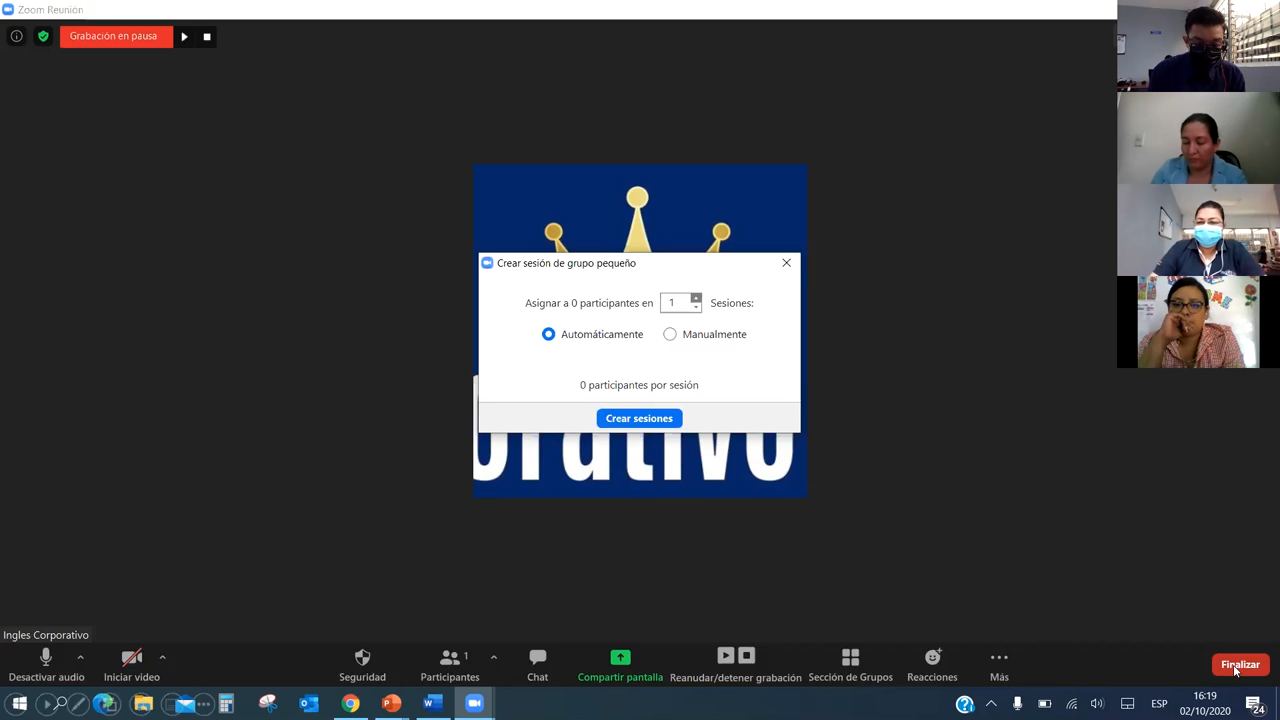 Zoom Reunión
Grabación en pausa
Crear sesión de grupo pequeño
Asignar a 0 participantes en 1 Sesiones:
Automáticamente Manualmente
0 participantes por sesión
Crear sesiones
orativo
Ingles Corporativo
1
Desactivar audio Iniciar video Seguridad Participantes Chat Compartir pantalla Reanudar/detener grabación Sección de Grupos Reacciones Más Finalizar
ESP 16:19
02/10/2020 24